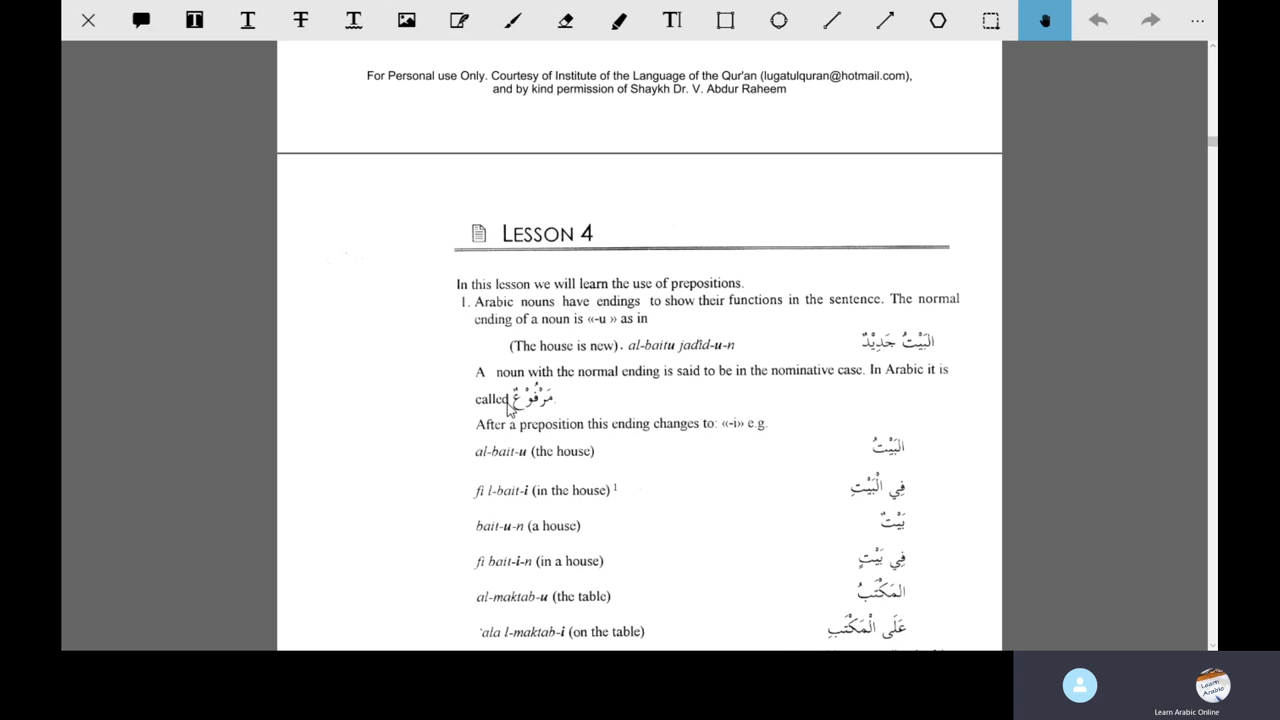 For Personal use Only. Courtesy of Institute of the Language of the Qur'an (lugatulquran@hotmail.com),
and by kind permission of Shaykh Dr. V. Abdur Raheem
LESSON 4
In this lesson we will learn the use of prepositions.
1. Arabic nouns have endings to show their functions in the sentence. The normal
ending of a noun is «-u » as in
(The house is new). al-baitu jadîd-u-n البَيْتُ جَدِيْدٌ
A noun with the normal ending is said to be in the nominative case. In Arabic it is
called مَرْفُوْعٌ.
After a preposition this ending changes to: «-i» e.g.
al-bait-u (the house) البَيْتُ
fi l-bait-i (in the house) ¹ فِي الْبَيْتِ
bait-u-n (a house) بَيْتٌ
fi bait-i-n (in a house) فِي بَيْتٍ
al-maktab-u (the table) المَكْتَبُ
'ala l-maktab-i (on the table) عَلَى الْمَكْتَبِ
Learn Arabic
Learn Arabic Online